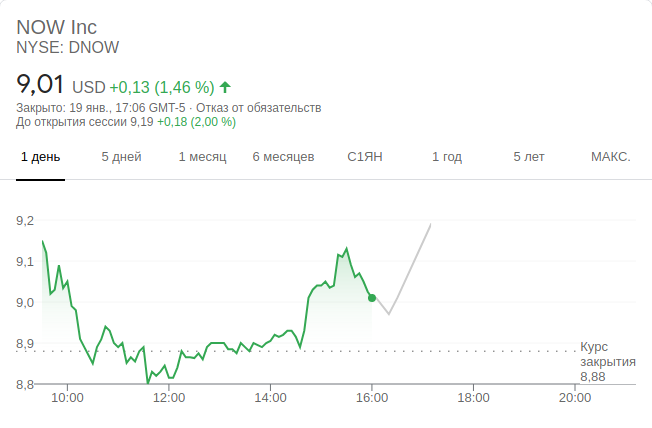 NOW Inc
NYSE: DNOW
9,01 USD +0,13 (1,46 %)
Закрыто: 19 янв., 17:06 GMT-5 · Отказ от обязательств
До открытия сессии 9,19 +0,18 (2,00 %)
1 день 5 дней 1 месяц 6 месяцев С1ЯН 1 год 5 лет МАКС.
9,2
9,1
9,0
8,9
8,8
Курс
закрытия
8,88
10:00 12:00 14:00 16:00 18:00 20:00